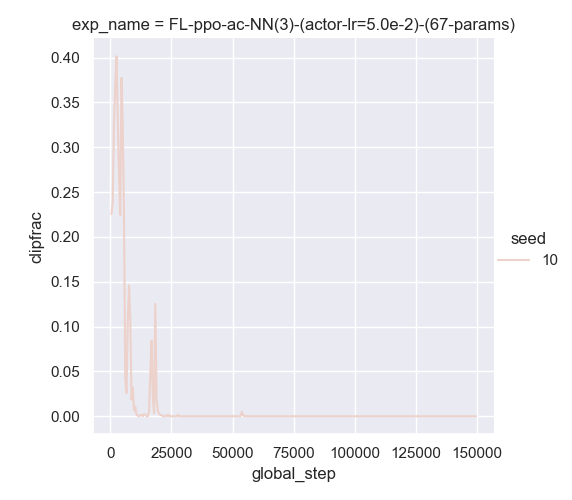 exp_name = FL-ppo-ac-NN(3)-(actor-lr=5.0e-2)-(67-params)
0.40
0.35
0.30
0.25
0.20
0.15
0.10
0.05
0.00
clipfrac
seed
10
0 25000 50000 75000 100000 125000 150000
global_step